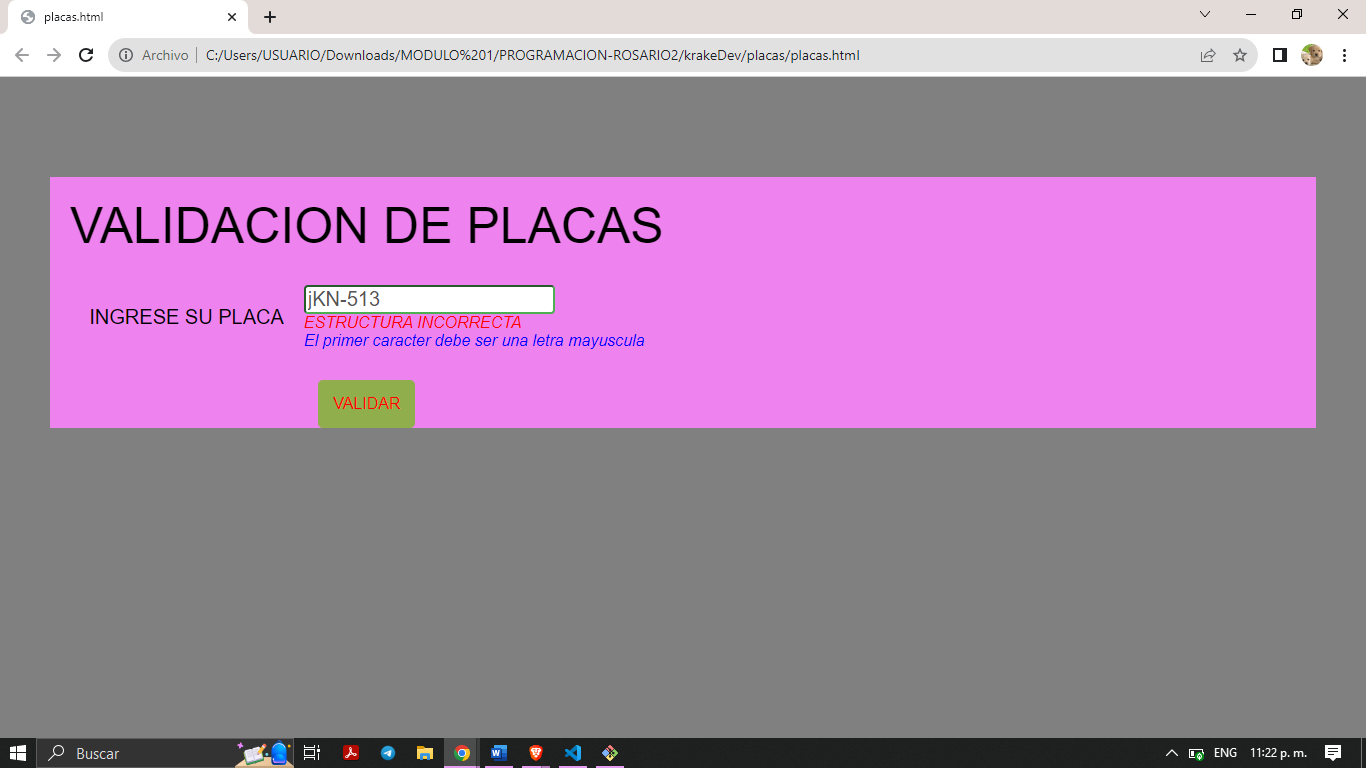 placas.html
Archivo
C:/Users/USUARIO/Downloads/MODULO%201/PROGRAMACION-ROSARIO2/krakeDev/placas/placas.html
VALIDACION DE PLACAS
INGRESE SU PLACA
jKN-513
ESTRUCTURA INCORRECTA
El primer caracter debe ser una letra mayuscula
VALIDAR
Buscar
ENG
11:22 p. m.